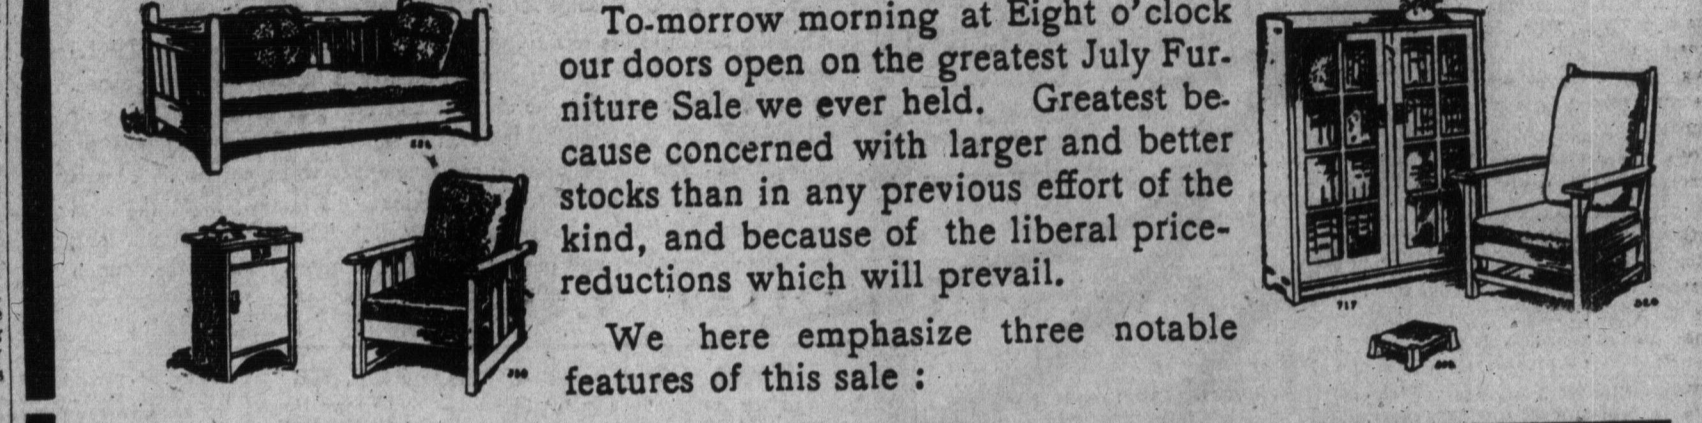 To-morrow morning at Eight o'clock
our doors open on the greatest July Fur-
niture Sale we ever held. Greatest be-
cause concerned with larger and better
stocks than in any previous effort of the
kind, and because of the liberal price-
reductions which will prevail.
We here emphasize three notable
features of this sale :
717